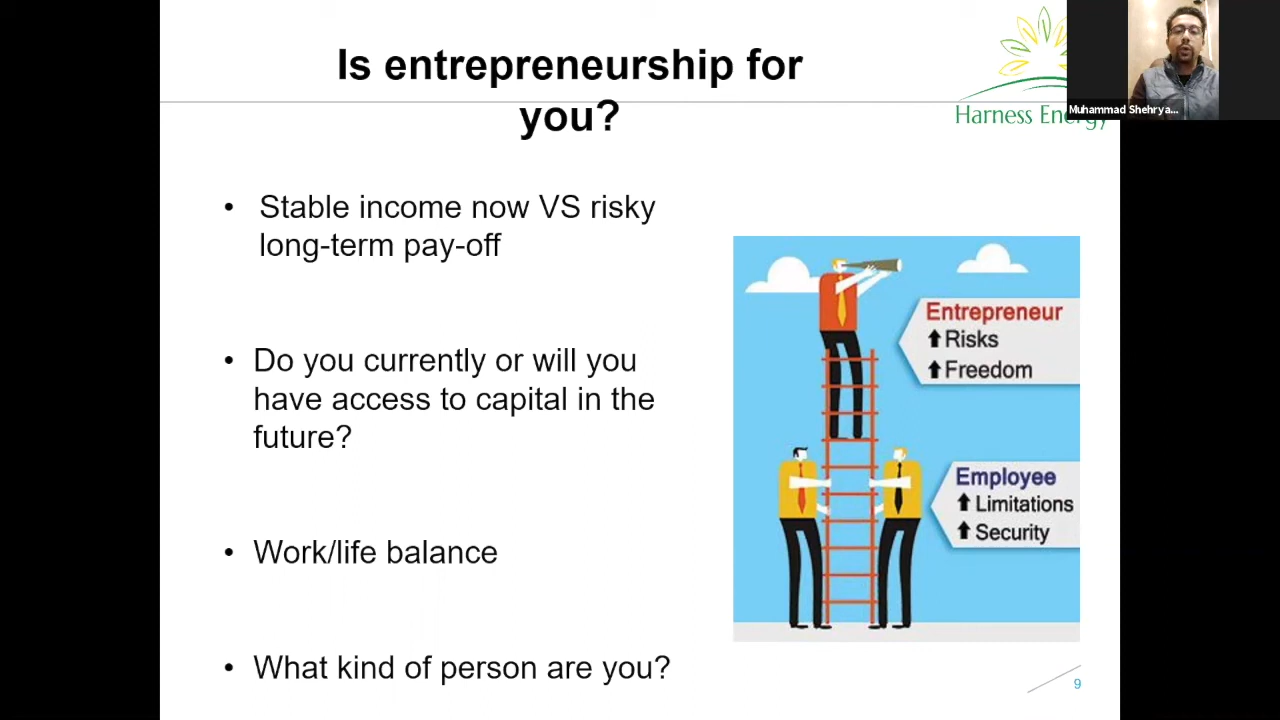 Is entrepreneurship for
you?
Harness Energy
Muhammad Shehrya...
• Stable income now VS risky
long-term pay-off
• Do you currently or will you
have access to capital in the
future?
• Work/life balance
• What kind of person are you?
Entrepreneur
⬆Risks
⬆Freedom
Employee
⬆Limitations
⬆Security
9